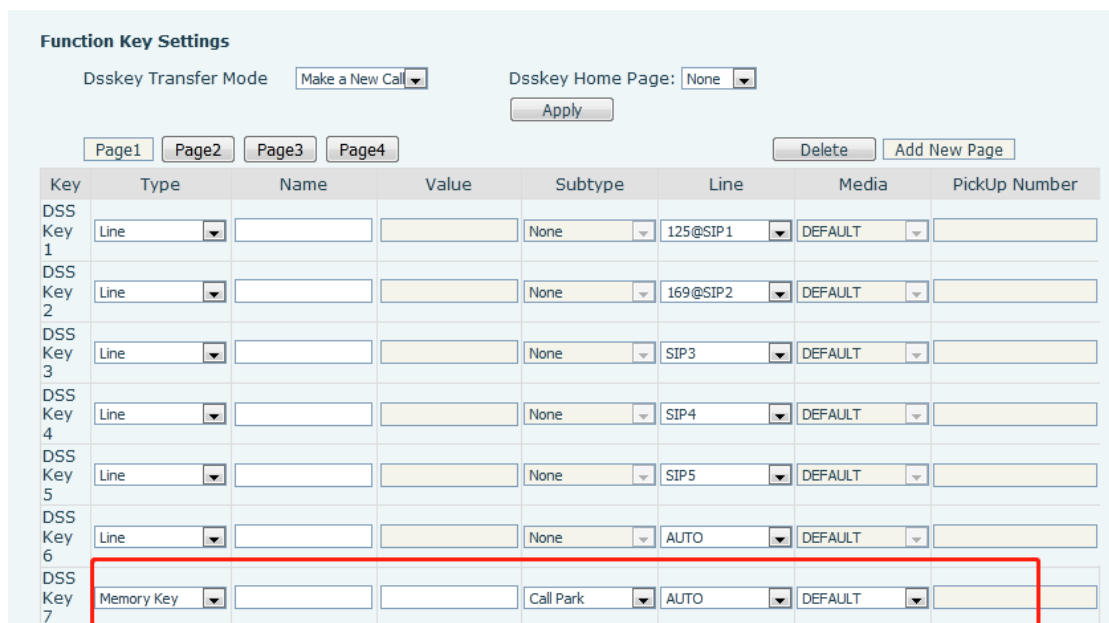 Function Key Settings
Dsskey Transfer Mode Make a New Call Dsskey Home Page: None
Apply
Page1 Page2 Page3 Page4 Delete Add New Page
Key Type Name Value Subtype Line Media PickUp Number
DSS Key 1 Line None 125@SIP1 DEFAULT
DSS Key 2 Line None 169@SIP2 DEFAULT
DSS Key 3 Line None SIP3 DEFAULT
DSS Key 4 Line None SIP4 DEFAULT
DSS Key 5 Line None SIP5 DEFAULT
DSS Key 6 Line None AUTO DEFAULT
DSS Key 7 Memory Key Call Park AUTO DEFAULT